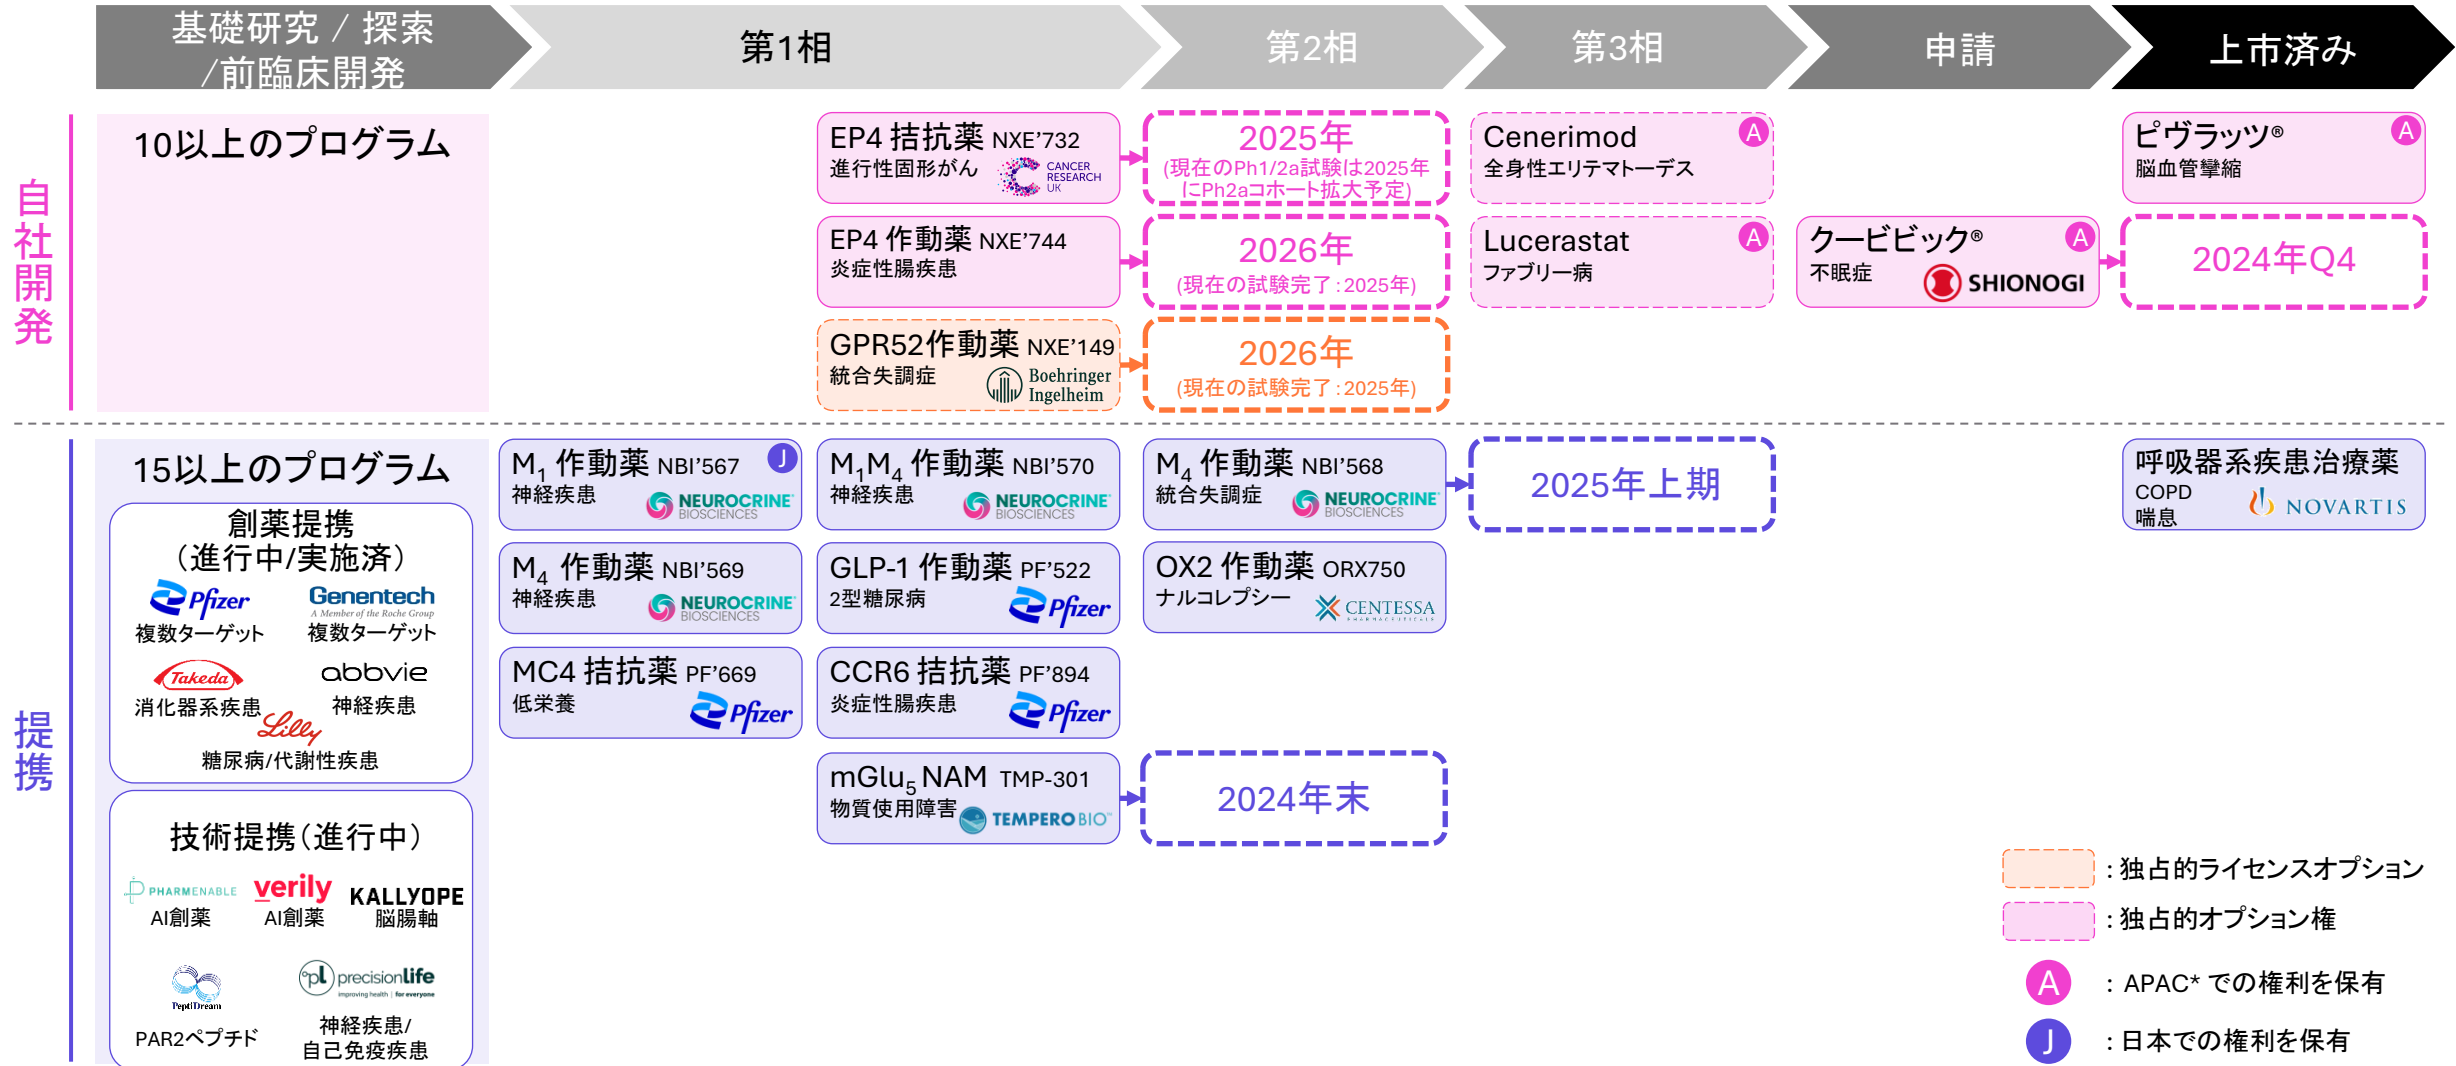 基礎研究 / 探索
/前臨床開発
第1相
第2相
第3相
申請
上市済み
自社開発
10以上のプログラム
EP4 拮抗薬 NXE’732
進行性固形がん
CANCER
RESEARCH
UK
2025年
(現在のPh1/2a試験は2025年
にPh2aコホート拡大予定)
Cenerimod
A
全身性エリテマトーデス
ピヴラッツ®
A
脳血管攣縮
EP4 作動薬 NXE’744
炎症性腸疾患
2026年
(現在の試験完了：2025年)
Lucerastat
A
ファブリー病
クービビック®
A
不眠症
SHIONOGI
2024年Q4
GPR52作動薬 NXE’149
統合失調症
Boehringer
Ingelheim
2026年
(現在の試験完了：2025年)
提携
15以上のプログラム
創薬提携
（進行中/実施済）
Pfizer
複数ターゲット
Genentech
A Member of the Roche Group
複数ターゲット
Takeda
消化器系疾患
abbvie
神経疾患
Lilly
糖尿病/代謝性疾患
技術提携（進行中）
PHARMENABLE
AI創薬
verily
AI創薬
KALLYOPE
脳腸軸
PeptiDream
PAR2ペプチド
pl precisionlife
improving health | for everyone
神経疾患/
自己免疫疾患
M1 作動薬 NBI’567
J
神経疾患
NEUROCRINE
BIOSCIENCES
M1M4 作動薬 NBI’570
神経疾患
NEUROCRINE
BIOSCIENCES
M4 作動薬 NBI’568
統合失調症
NEUROCRINE
BIOSCIENCES
2025年上期
呼吸器系疾患治療薬
COPD
喘息
NOVARTIS
M4 作動薬 NBI’569
神経疾患
NEUROCRINE
BIOSCIENCES
GLP-1 作動薬 PF’522
2型糖尿病
Pfizer
OX2 作動薬 ORX750
ナルコレプシー
CENTESSA
PHARMACEUTICALS
MC4 拮抗薬 PF’669
低栄養
Pfizer
CCR6 拮抗薬 PF’894
炎症性腸疾患
Pfizer
mGlu5 NAM TMP-301
物質使用障害
TEMPERO BIO™
2024年末
：独占的ライセンスオプション
：独占的オプション権
A ：APAC* での権利を保有
J ：日本での権利を保有